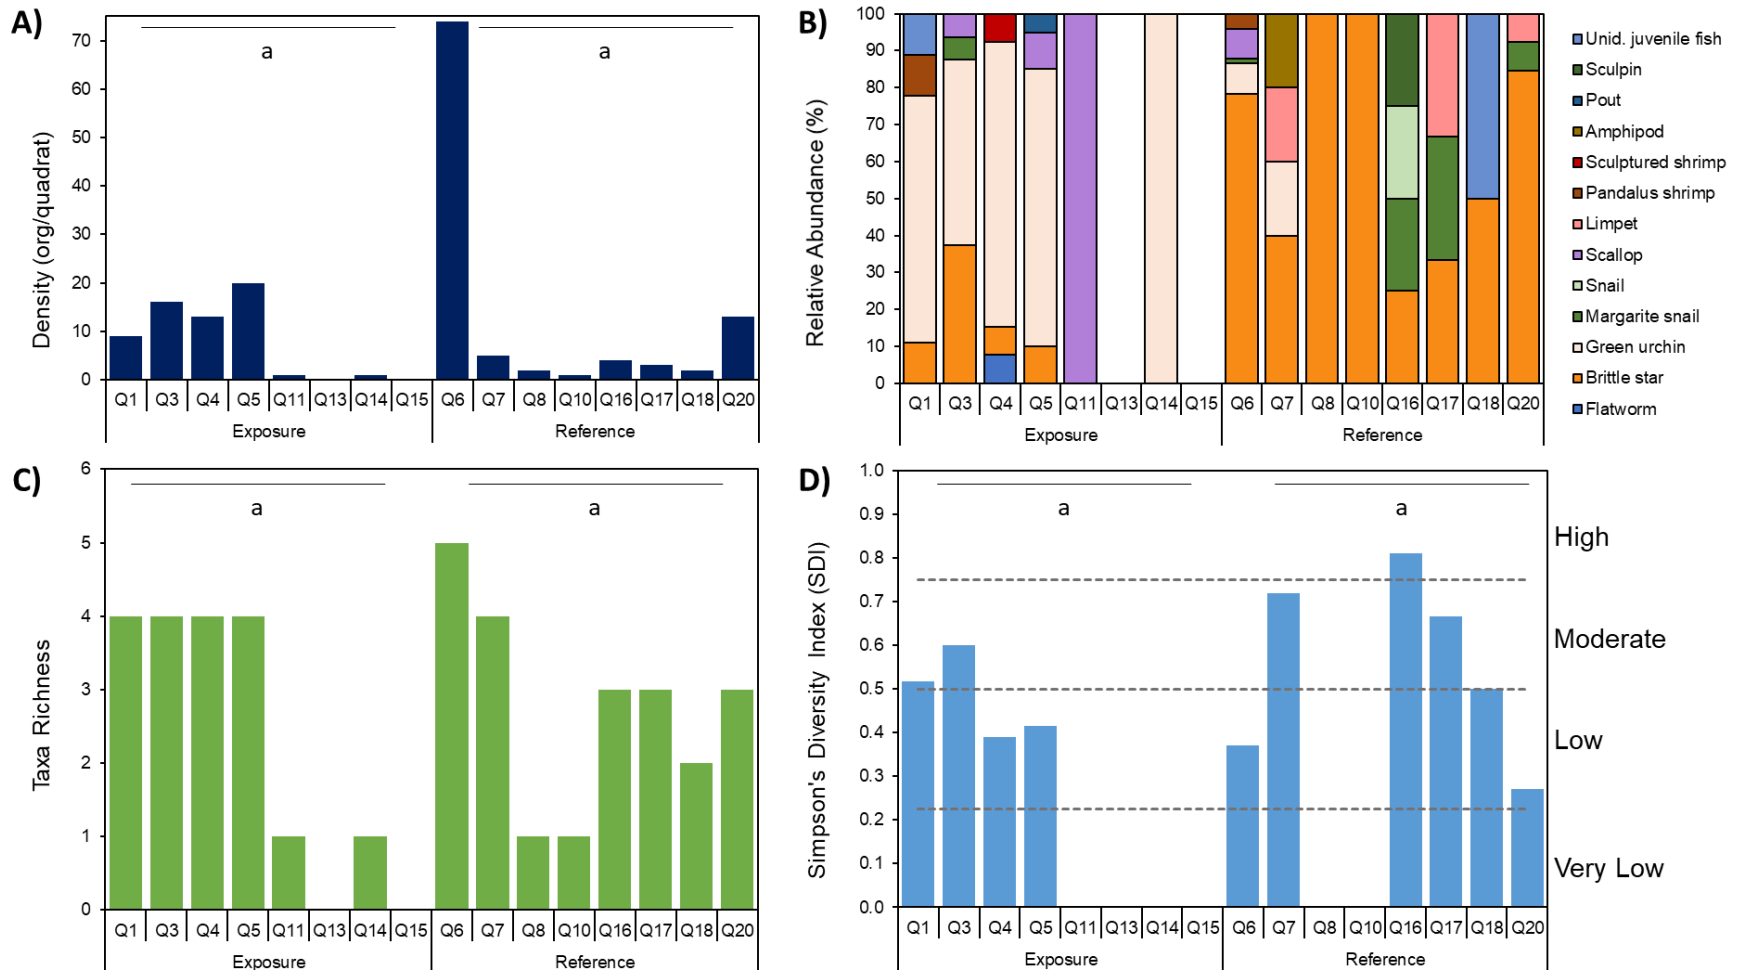 A)
a
a
Density (org/quadrat)
70
60
50
40
30
20
10
0
Q1 Q3 Q4 Q5 Q11 Q13 Q14 Q15 Q6 Q7 Q8 Q10 Q16 Q17 Q18 Q20
Exposure Reference
B)
Relative Abundance (%)
100
90
80
70
60
50
40
30
20
10
0
Q1 Q3 Q4 Q5 Q11 Q13 Q14 Q15 Q6 Q7 Q8 Q10 Q16 Q17 Q18 Q20
Exposure Reference
Unid. juvenile fish
Sculpin
Pout
Amphipod
Sculptured shrimp
Pandalus shrimp
Limpet
Scallop
Snail
Margarite snail
Green urchin
Brittle star
Flatworm
C)
a
a
Taxa Richness
6
5
4
3
2
1
0
Q1 Q3 Q4 Q5 Q11 Q13 Q14 Q15 Q6 Q7 Q8 Q10 Q16 Q17 Q18 Q20
Exposure Reference
D)
a
a
Simpson's Diversity Index (SDI)
1.0
0.9
0.8
0.7
0.6
0.5
0.4
0.3
0.2
0.1
0.0
Q1 Q3 Q4 Q5 Q11 Q13 Q14 Q15 Q6 Q7 Q8 Q10 Q16 Q17 Q18 Q20
Exposure Reference
High
Moderate
Low
Very Low